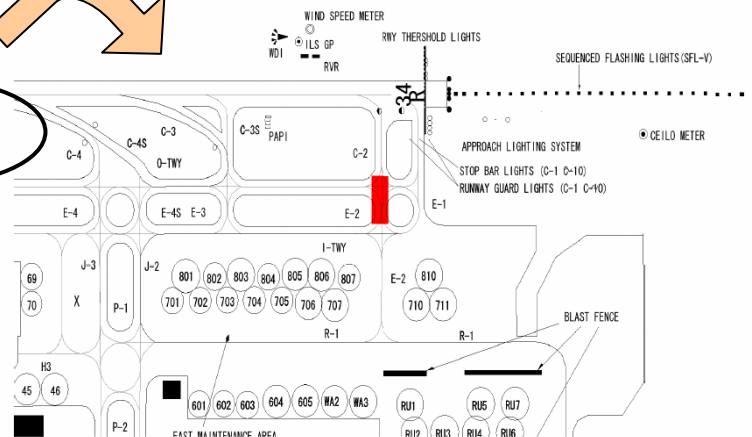 WIND SPEED METER
ILS GP
WDI
RVR
RWY THERSHOLD LIGHTS
SEQUENCED FLASHING LIGHTS(SFL-V)
34
R
C-3S
PAPI
C-3
C-4S
O-TWY
C-4
C-2
APPROACH LIGHTING SYSTEM
CEILO METER
STOP BAR LIGHTS (C-1 C-10)
RUNWAY GUARD LIGHTS (C-1 C-10)
E-4
E-4S
E-3
E-2
E-1
I-TWY
J-3
J-2
69
70
X
P-1
801
802
803
804
805
806
807
701
702
703
704
705
706
707
E-2
810
710
711
R-1
R-1
BLAST FENCE
H3
45
46
601
602
603
604
605
WA2
WA3
RU1
RU5
RU7
P-2
RU2
RU3
RU4
RU6
EAST MAINTENANCE AREA